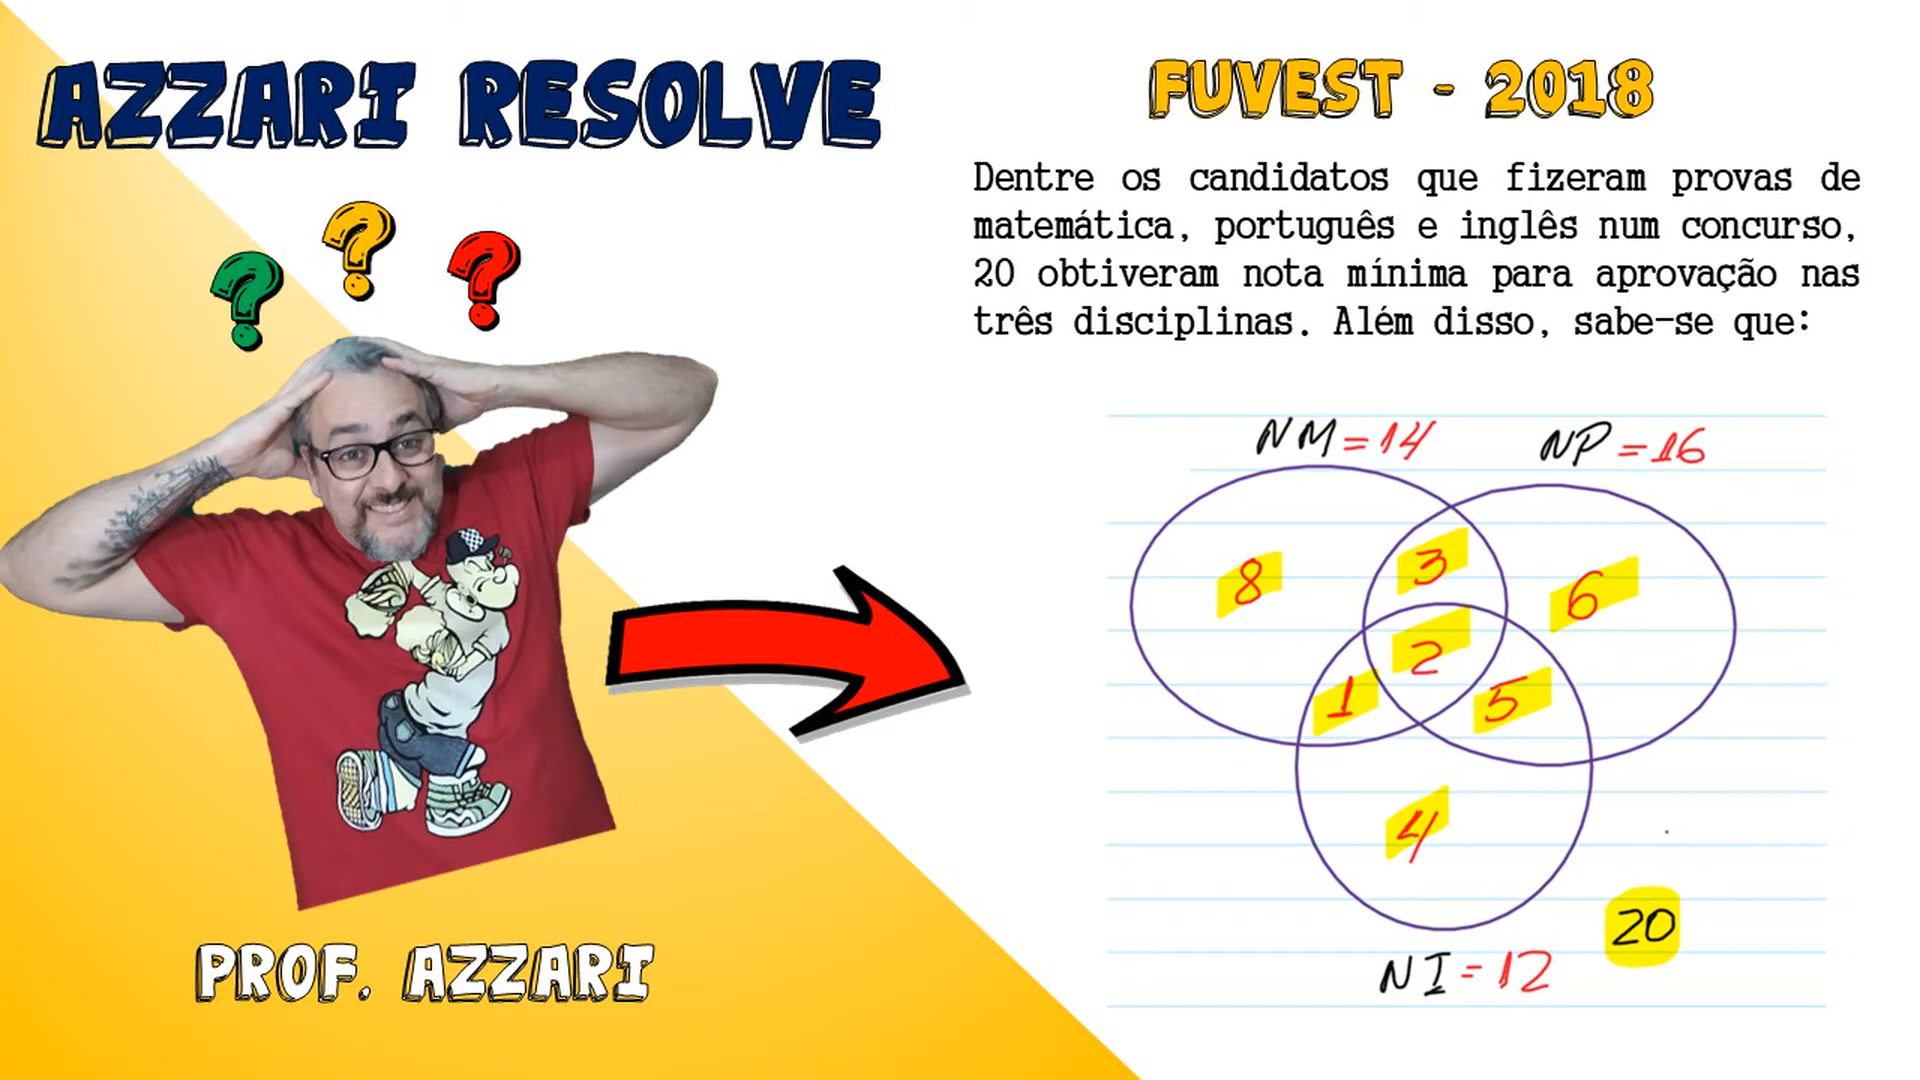 AZZARI RESOLVE
? ? ?
PROF. AZZARI
FUVEST - 2018
Dentre os candidatos que fizeram provas de
matemática, português e inglês num concurso,
20 obtiveram nota mínima para aprovação nas
três disciplinas. Além disso, sabe-se que:
NM=14 NP=16
8 3 6
2
1 5
4
20
NI=12